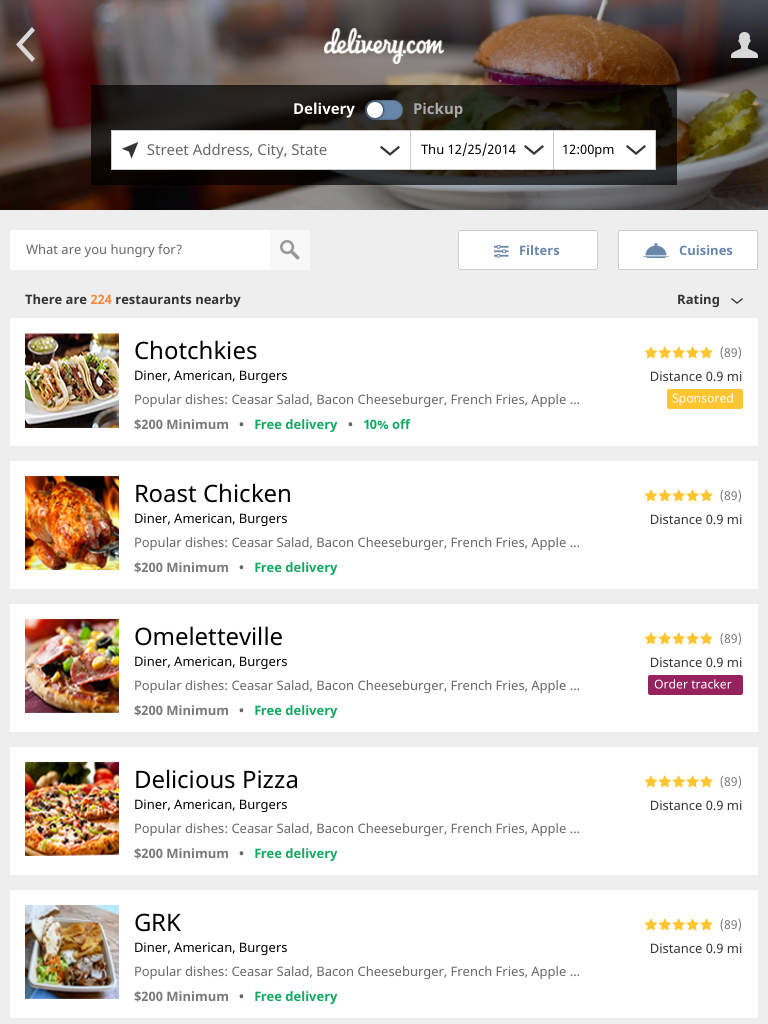 delivery.com
Delivery Pickup
Street Address, City, State Thu 12/25/2014 12:00pm
What are you hungry for? Filters Cuisines
There are 224 restaurants nearby Rating
Chotchkies (89)
Diner, American, Burgers Distance 0.9 mi
Popular dishes: Ceasar Salad, Bacon Cheeseburger, French Fries, Apple ... Sponsored
$200 Minimum • Free delivery • 10% off
Roast Chicken (89)
Diner, American, Burgers Distance 0.9 mi
Popular dishes: Ceasar Salad, Bacon Cheeseburger, French Fries, Apple ...
$200 Minimum • Free delivery
Omeletteville (89)
Diner, American, Burgers Distance 0.9 mi
Popular dishes: Ceasar Salad, Bacon Cheeseburger, French Fries, Apple ... Order tracker
$200 Minimum • Free delivery
Delicious Pizza (89)
Diner, American, Burgers Distance 0.9 mi
Popular dishes: Ceasar Salad, Bacon Cheeseburger, French Fries, Apple ...
$200 Minimum • Free delivery
GRK (89)
Diner, American, Burgers Distance 0.9 mi
Popular dishes: Ceasar Salad, Bacon Cheeseburger, French Fries, Apple ...
$200 Minimum • Free delivery